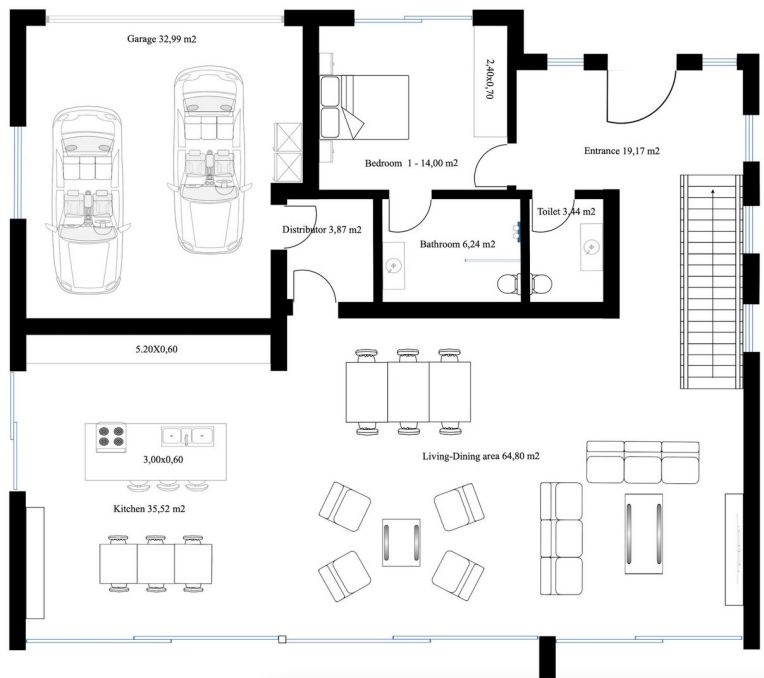 Garage 32,99 m2
2,40x0,70
Bedroom 1 - 14,00 m2
Entrance 19,17 m2
Toilet 3,44 m2
Distributor 3,87 m2
Bathroom 6,24 m2
5.20X0,60
3,00x0,60
Living-Dining area 64,80 m2
Kitchen 35,52 m2